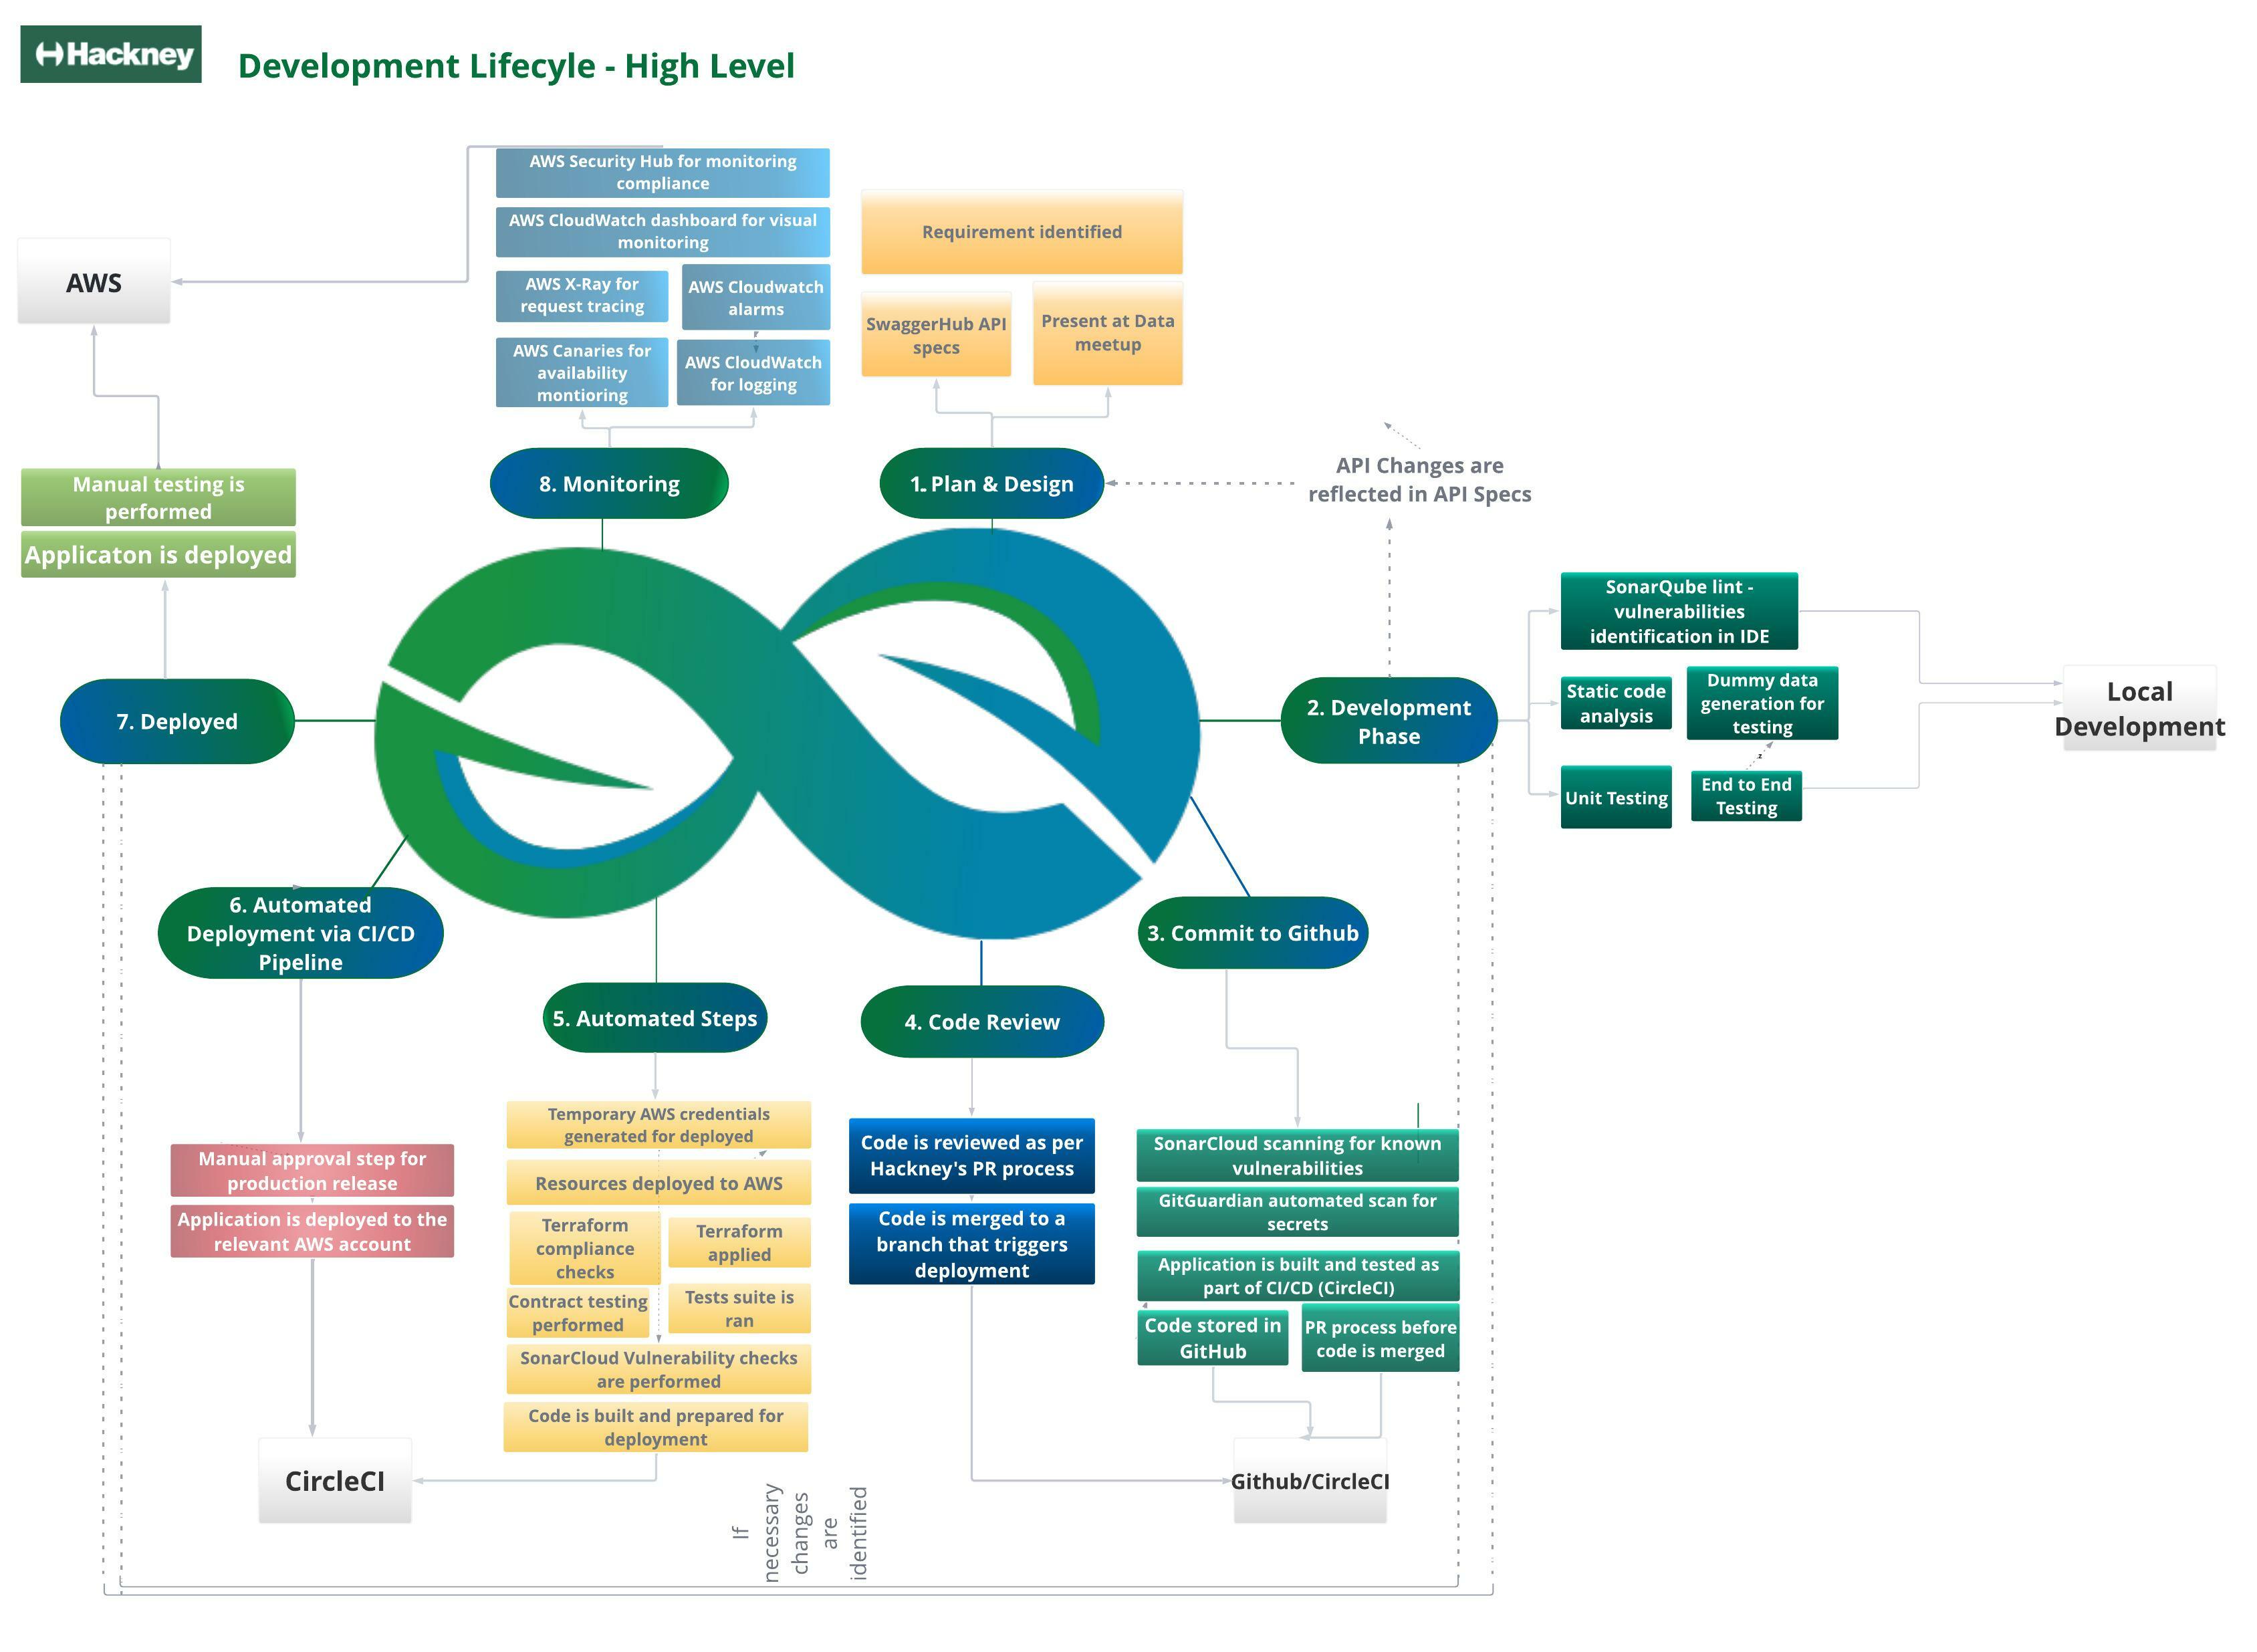 Hackney
Development Lifecyle - High Level
AWS Security Hub for monitoring
compliance
AWS CloudWatch dashboard for visual
monitoring
AWS X-Ray for
request tracing
AWS Cloudwatch
alarms
AWS Canaries for
availability
montioring
AWS CloudWatch
for logging
Requirement identified
SwaggerHub API
specs
Present at Data
meetup
AWS
Manual testing is
performed
Applicaton is deployed
8. Monitoring
1. Plan & Design
API Changes are
reflected in API Specs
7. Deployed
2. Development
Phase
SonarQube lint -
vulnerabilities
identification in IDE
Static code
analysis
Dummy data
generation for
testing
Unit Testing
End to End
Testing
Local
Development
6. Automated
Deployment via CI/CD
Pipeline
3. Commit to Github
5. Automated Steps
4. Code Review
Manual approval step for
production release
Application is deployed to the
relevant AWS account
Temporary AWS credentials
generated for deployed
Resources deployed to AWS
Terraform
compliance
checks
Terraform
applied
Contract testing
performed
Tests suite is
ran
SonarCloud Vulnerability checks
are performed
Code is built and prepared for
deployment
Code is reviewed as per
Hackney's PR process
Code is merged to a
branch that triggers
deployment
SonarCloud scanning for known
vulnerabilities
GitGuardian automated scan for
secrets
Application is built and tested as
part of CI/CD (CircleCI)
Code stored in
GitHub
PR process before
code is merged
CircleCI
Github/CircleCI
If
necessary
changes
are
identified